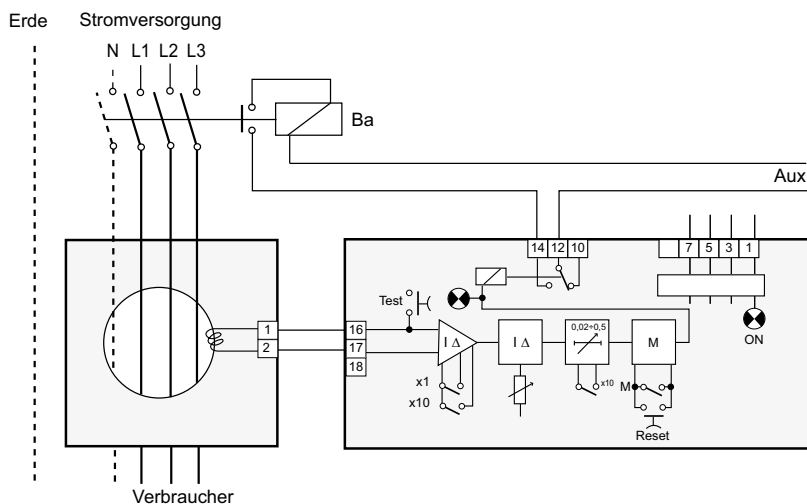 Erde Stromversorgung
N L1 L2 L3
Ba
Aux
14 12 10 7 5 3 1
Test
1 16
2 17
18
I Δ I Δ 0,02÷0,5 M
ON
x1 x10 M
x10
Reset
Verbraucher